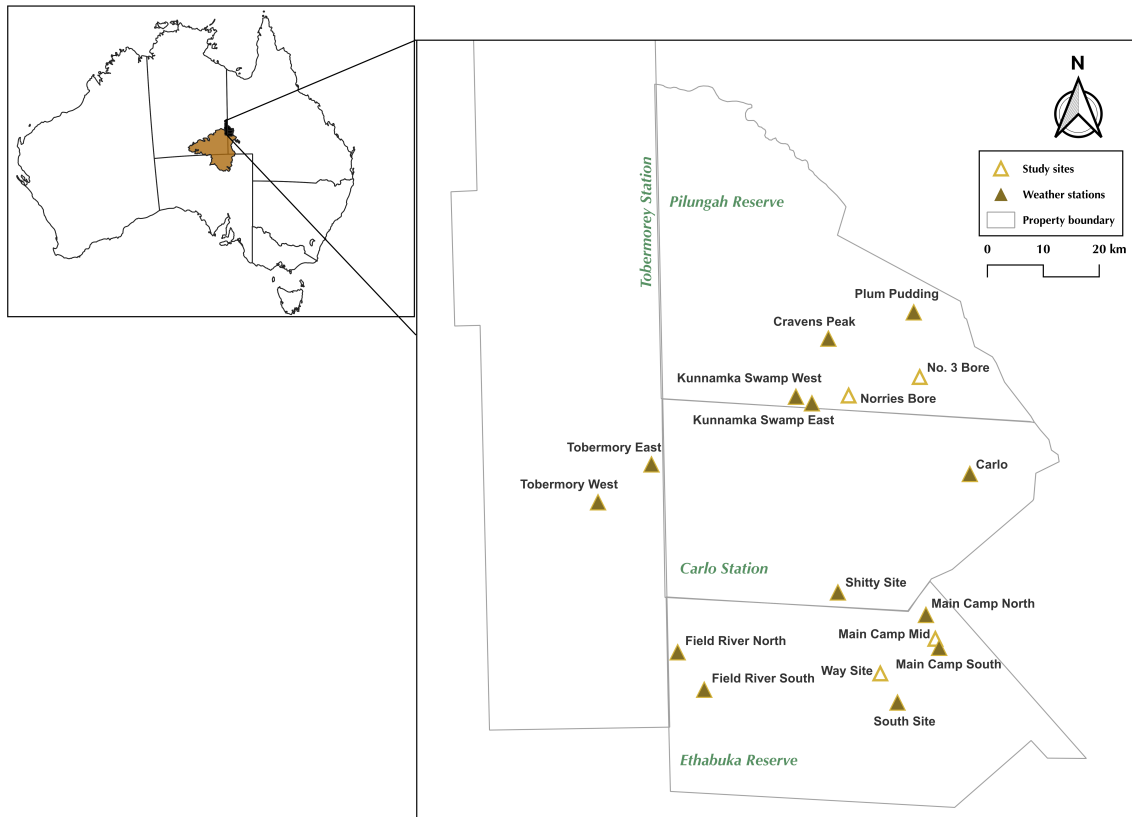 N
Study sites
Weather stations
Property boundary
0 10 20 km
Tobermorey Station
Pilungah Reserve
Plum Pudding
Cravens Peak
No. 3 Bore
Kunnamka Swamp West
Norries Bore
Kunnamka Swamp East
Tobermory East
Carlo
Tobermory West
Carlo Station
Shitty Site
Main Camp North
Main Camp Mid
Field River North
Main Camp South
Way Site
Field River South
South Site
Ethabuka Reserve